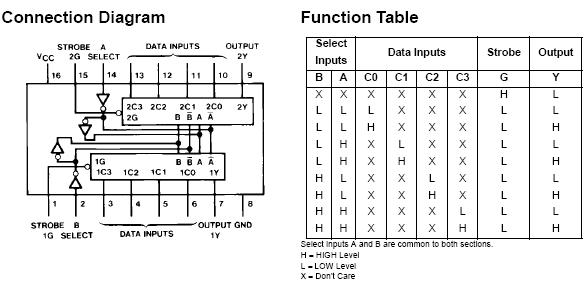 Connection Diagram
STROBE A DATA INPUTS OUTPUT
VCC 2G SELECT 2Y
16 15 14 13 12 11 10 9
2C3 2C2 2C1 2C0 2Y
2G B B̅ A A̅
1G B B̅ A A̅
1C3 1C2 1C1 1C0 1Y
1 2 3 4 5 6 7 8
STROBE B DATA INPUTS OUTPUT GND
1G SELECT 1Y
Function Table
Select Inputs Data Inputs Strobe Output
B A C0 C1 C2 C3 G Y
X X X X X X H L
L L L X X X L L
L L H X X X L H
L H X L X X L L
L H X H X X L H
H L X X L X L L
H L X X H X L H
H H X X X L L L
H H X X X H L H
Select Inputs A and B are common to both sections.
H = HIGH Level
L = LOW Level
X = Don't Care